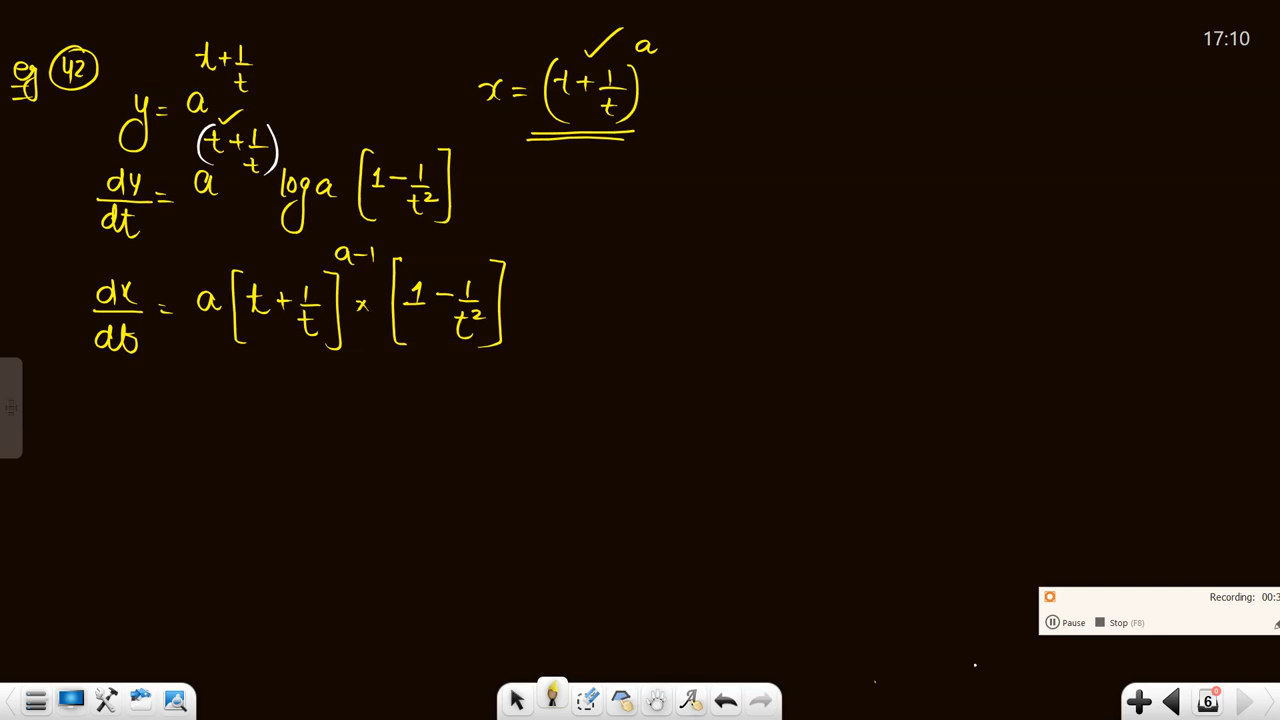 17:10
eg 42
y = a^(t + 1/t)
x = (t + 1/t)^a
dy/dt = a^(t + 1/t) log a [1 - 1/t²]
dx/dt = a [t + 1/t]^(a-1) × [1 - 1/t²]
Recording: 00:3
Pause Stop (F8)
6
0